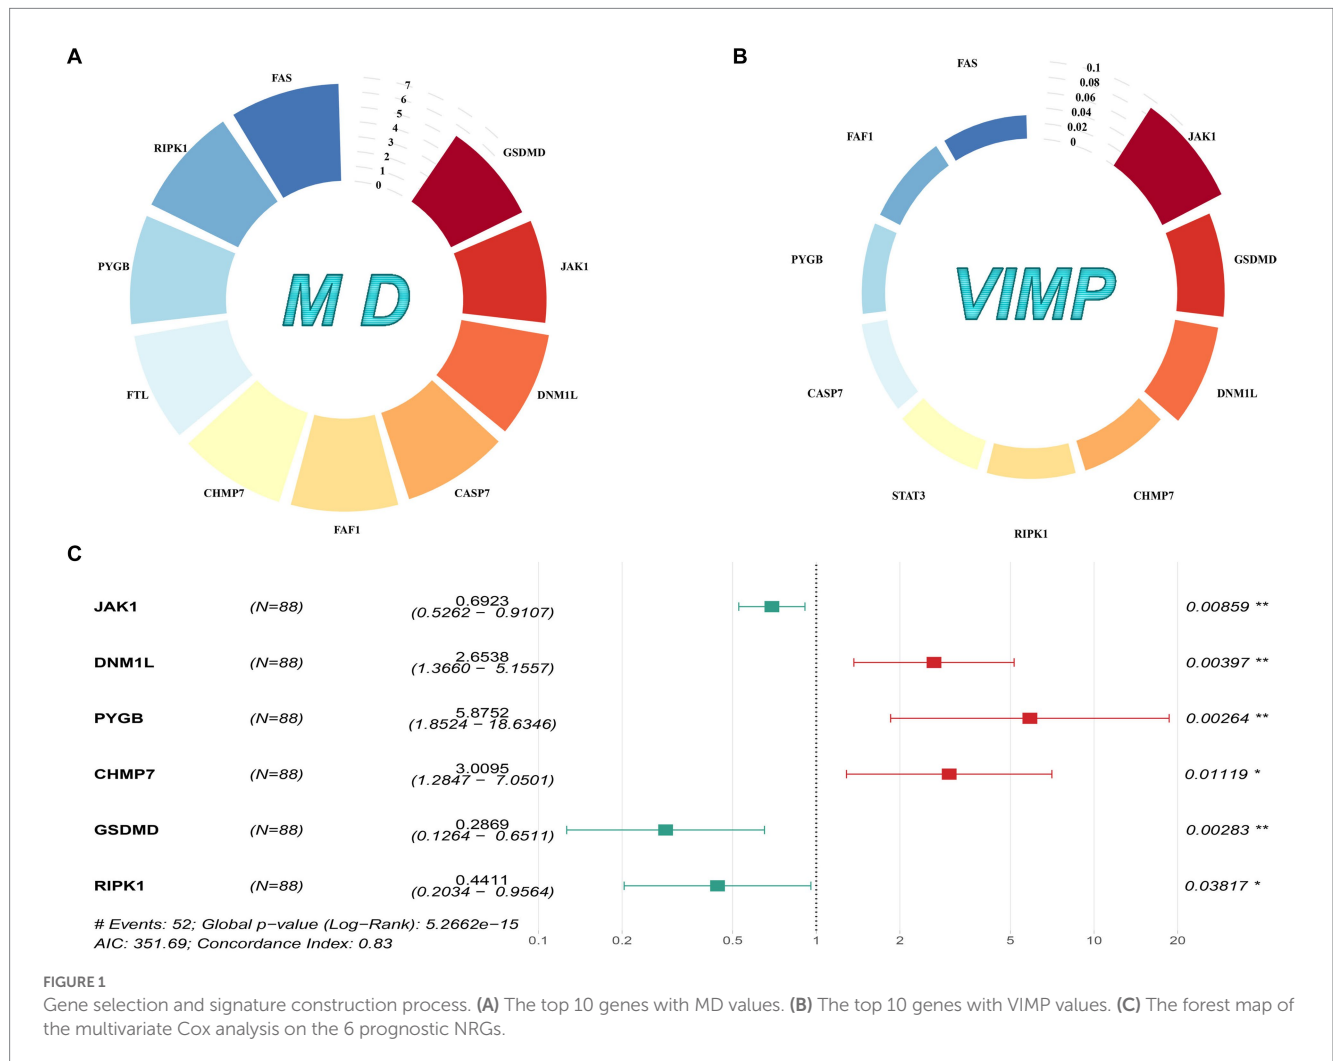 A
FAS
7
6
5
4
3
2
1
0
RIPK1
GSDMD
PYGB
JAK1
M D
FTL
DNM1L
CHMP7
CASP7
FAF1
B
FAS
0.1
0.08
0.06
0.04
0.02
0
FAF1
JAK1
PYGB
GSDMD
VIMP
CASP7
DNM1L
STAT3
CHMP7
RIPK1
C
JAK1 (N=88) 0.6923 (0.5262 − 0.9107) 0.00859 **
DNM1L (N=88) 2.6538 (1.3660 − 5.1557) 0.00397 **
PYGB (N=88) 5.8752 (1.8524 − 18.6346) 0.00264 **
CHMP7 (N=88) 3.0095 (1.2847 − 7.0501) 0.01119 *
GSDMD (N=88) 0.2869 (0.1264 − 0.6511) 0.00283 **
RIPK1 (N=88) 0.4411 (0.2034 − 0.9564) 0.03817 *
# Events: 52; Global p−value (Log−Rank): 5.2662e−15
AIC: 351.69; Concordance Index: 0.83
0.1 0.2 0.5 1 2 5 10 20
FIGURE 1
Gene selection and signature construction process. (A) The top 10 genes with MD values. (B) The top 10 genes with VIMP values. (C) The forest map of
the multivariate Cox analysis on the 6 prognostic NRGs.